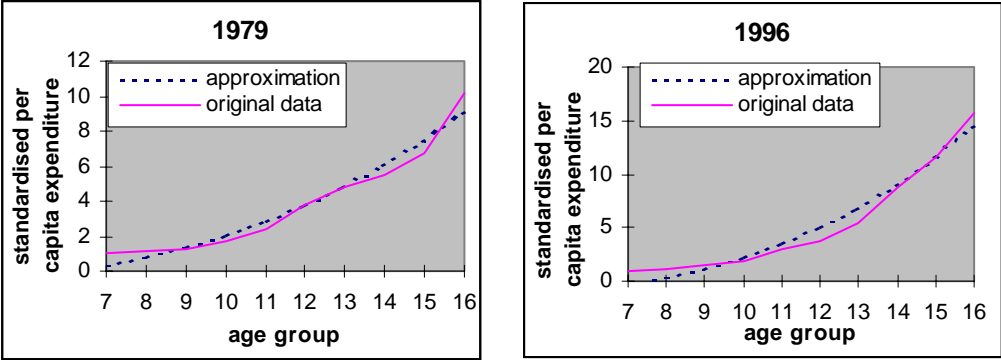 1979
standardised per
capita expenditure
12
10
8
6
4
2
0
approximation
original data
7 8 9 10 11 12 13 14 15 16
age group
1996
standardised per
capita expenditure
20
15
10
5
0
approximation
original data
7 8 9 10 11 12 13 14 15 16
age group